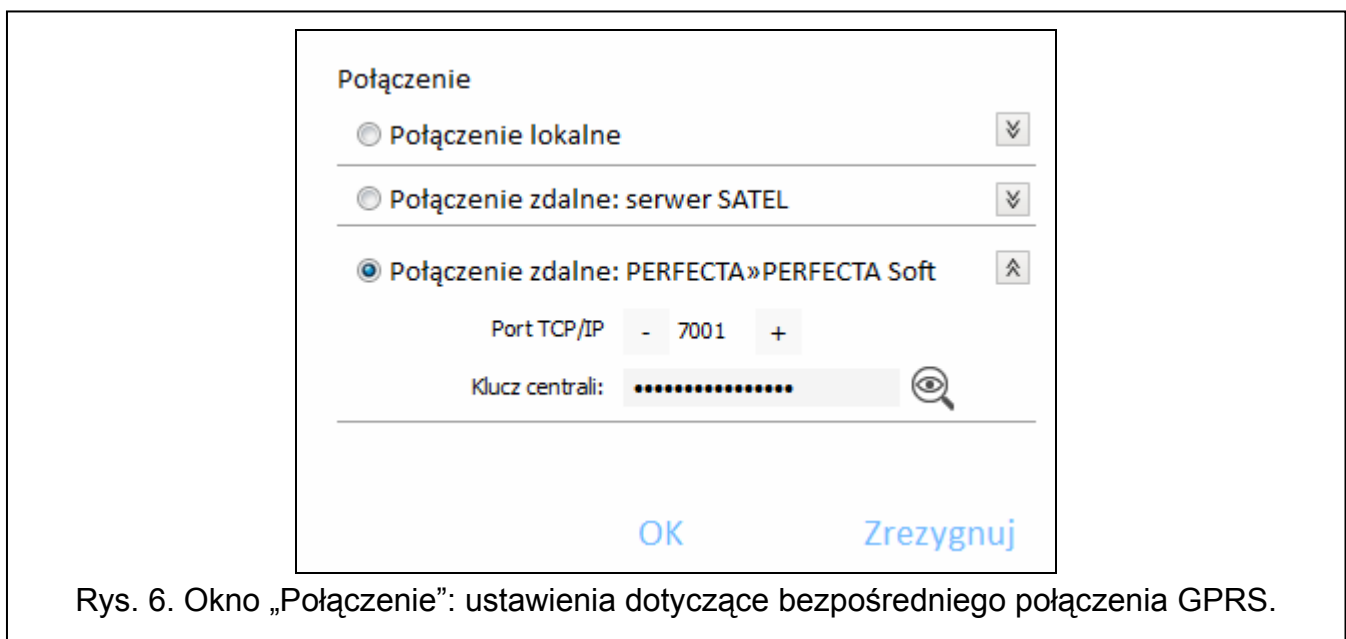 Połączenie
Połączenie lokalne
Połączenie zdalne: serwer SATEL
Połączenie zdalne: PERFECTA»PERFECTA Soft
Port TCP/IP - 7001 +
Klucz centrali: ••••••••••••••••
OK Zrezygnuj
Rys. 6. Okno „Połączenie”: ustawienia dotyczące bezpośredniego połączenia GPRS.